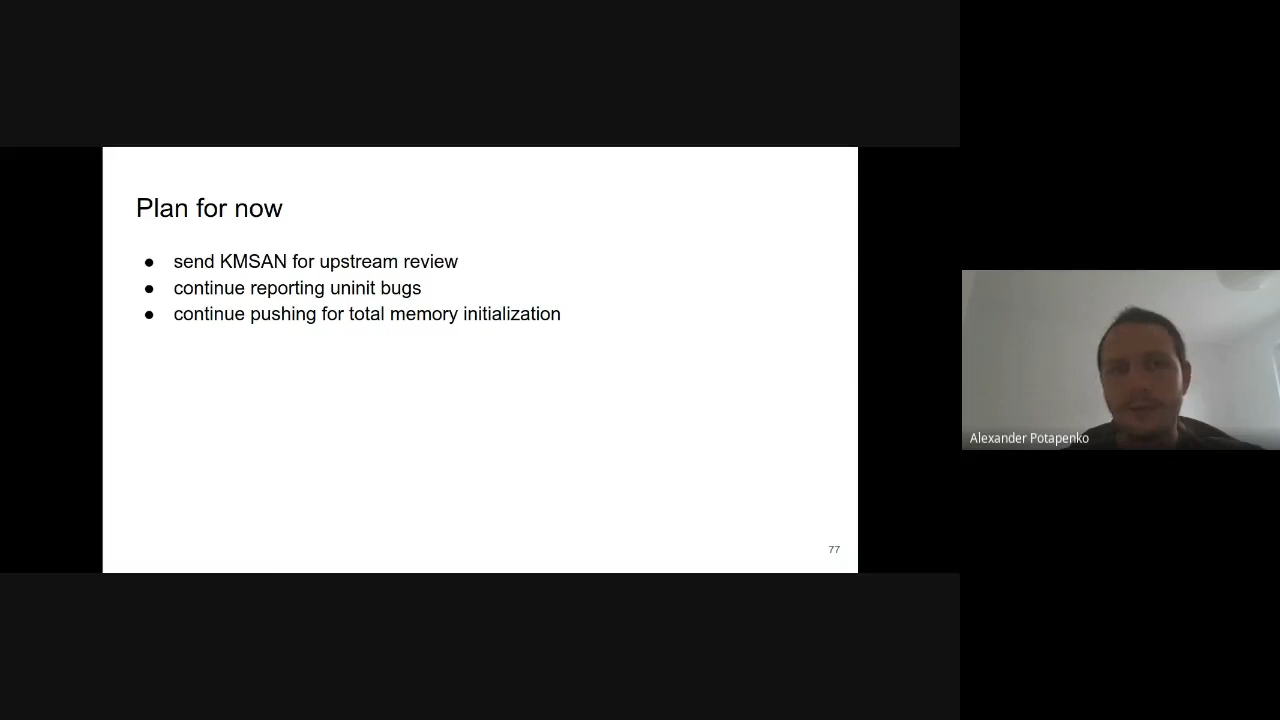 Plan for now
● send KMSAN for upstream review
● continue reporting uninit bugs
● continue pushing for total memory initialization
77
Alexander Potapenko